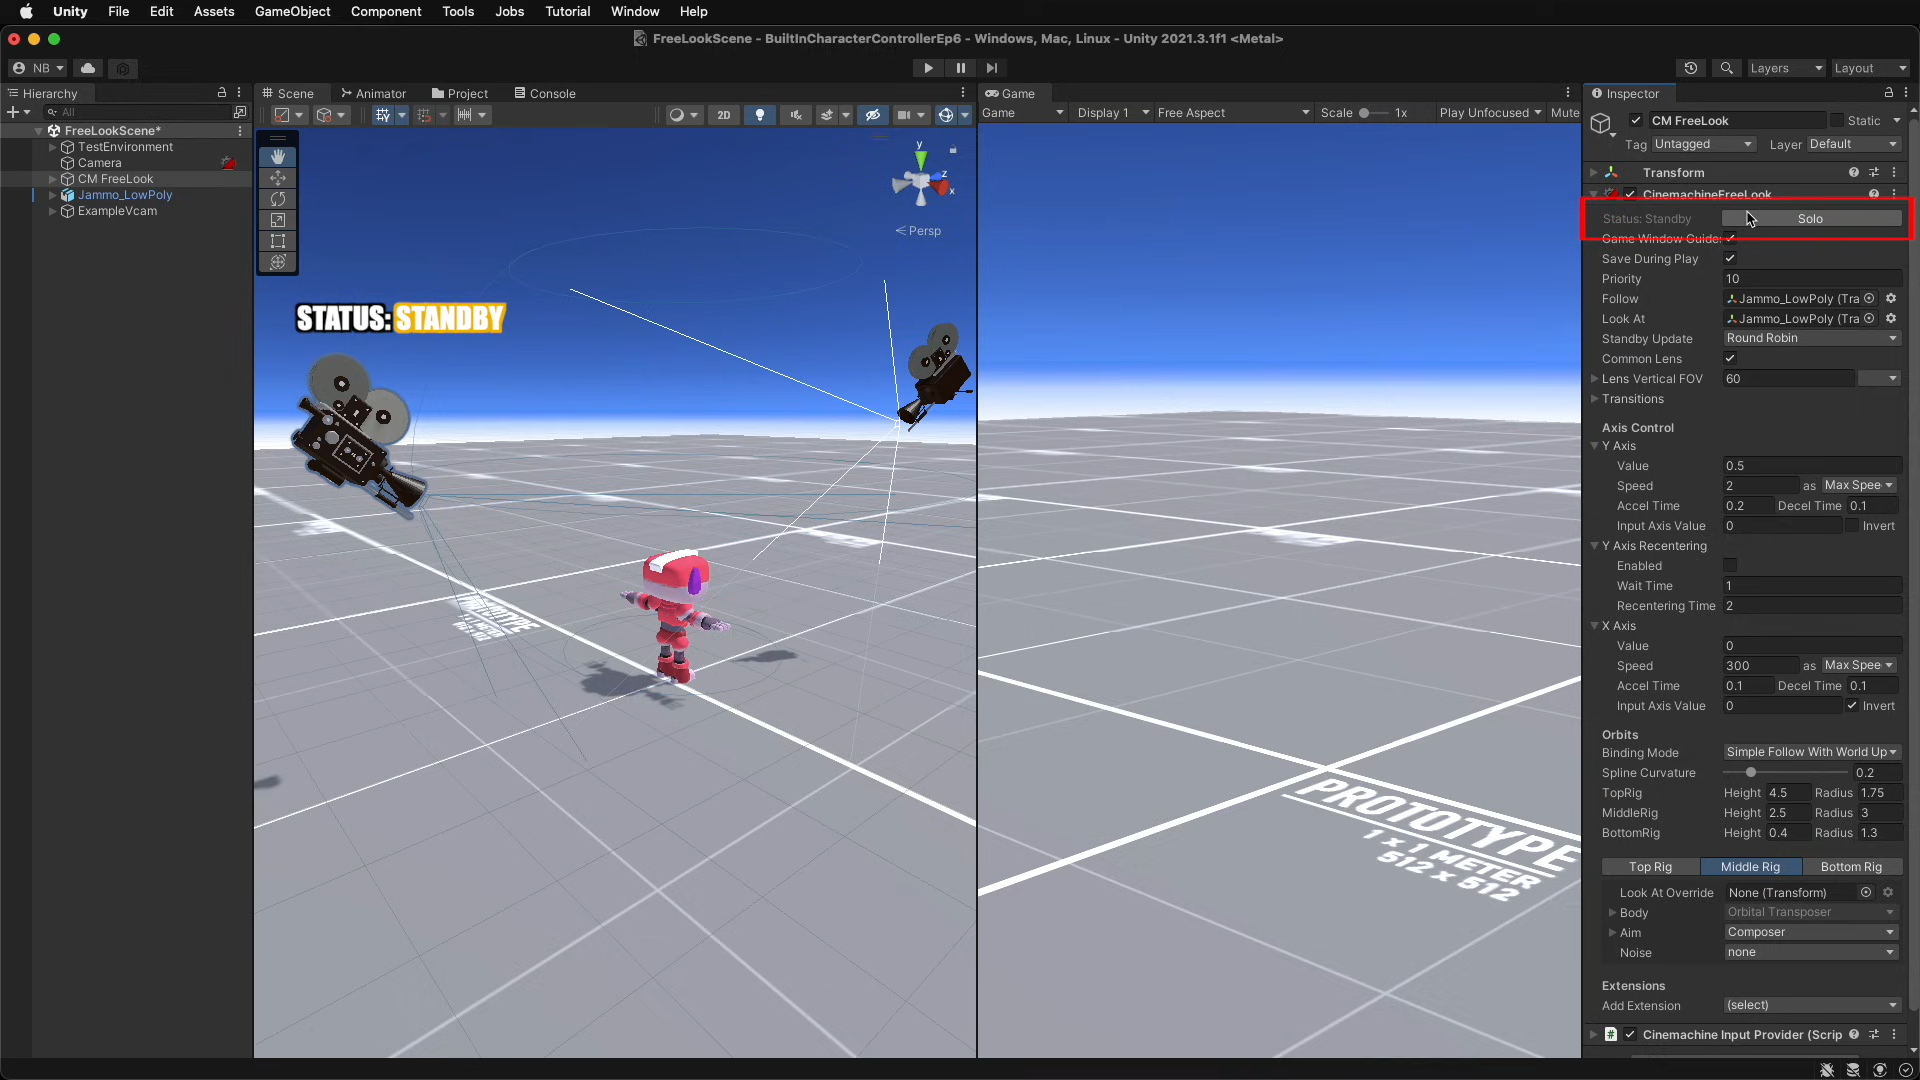 Unity File Edit Assets GameObject Component Tools Jobs Tutorial Window Help
FreeLookScene - BuiltInCharacterControllerEp6 - Windows, Mac, Linux - Unity 2021.3.1f1 <Metal>
NB
Layers
Layout
Hierarchy
All
FreeLookScene*
TestEnvironment
Camera
CM FreeLook
Jammo_LowPoly
ExampleVcam
Scene Animator Project Console
2D
y
z
x
< Persp
STATUS: STANDBY
PROTOTYPE
Game
Game Display 1 Free Aspect Scale 1x Play Unfocused Mute
PROTOTYPE
1 X 1 METER
512 x 512
Inspector
CM FreeLook Static
Tag Untagged Layer Default
Transform
CinemachineFreeLook
Status: Standby Solo
Game Window Guide
Save During Play
Priority 10
Follow Jammo_LowPoly (Tra
Look At Jammo_LowPoly (Tra
Standby Update Round Robin
Common Lens
Lens Vertical FOV 60
Transitions
Axis Control
Y Axis
Value 0.5
Speed 2 as Max Spee
Accel Time 0.2 Decel Time 0.1
Input Axis Value 0 Invert
Y Axis Recentering
Enabled
Wait Time 1
Recentering Time 2
X Axis
Value 0
Speed 300 as Max Spee
Accel Time 0.1 Decel Time 0.1
Input Axis Value 0 Invert
Orbits
Binding Mode Simple Follow With World Up
Spline Curvature 0.2
TopRig Height 4.5 Radius 1.75
MiddleRig Height 2.5 Radius 3
BottomRig Height 0.4 Radius 1.3
Top Rig Middle Rig Bottom Rig
Look At Override None (Transform)
Body Orbital Transposer
Aim Composer
Noise none
Extensions
Add Extension (select)
Cinemachine Input Provider (Scrip